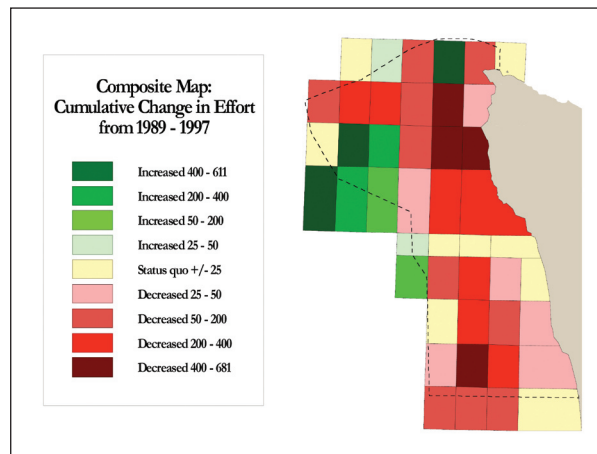 Composite Map:
Cumulative Change in Effort
from 1989 - 1997
Increased 400 - 611
Increased 200 - 400
Increased 50 - 200
Increased 25 - 50
Status quo +/- 25
Decreased 25 - 50
Decreased 50 - 200
Decreased 200 - 400
Decreased 400 - 681